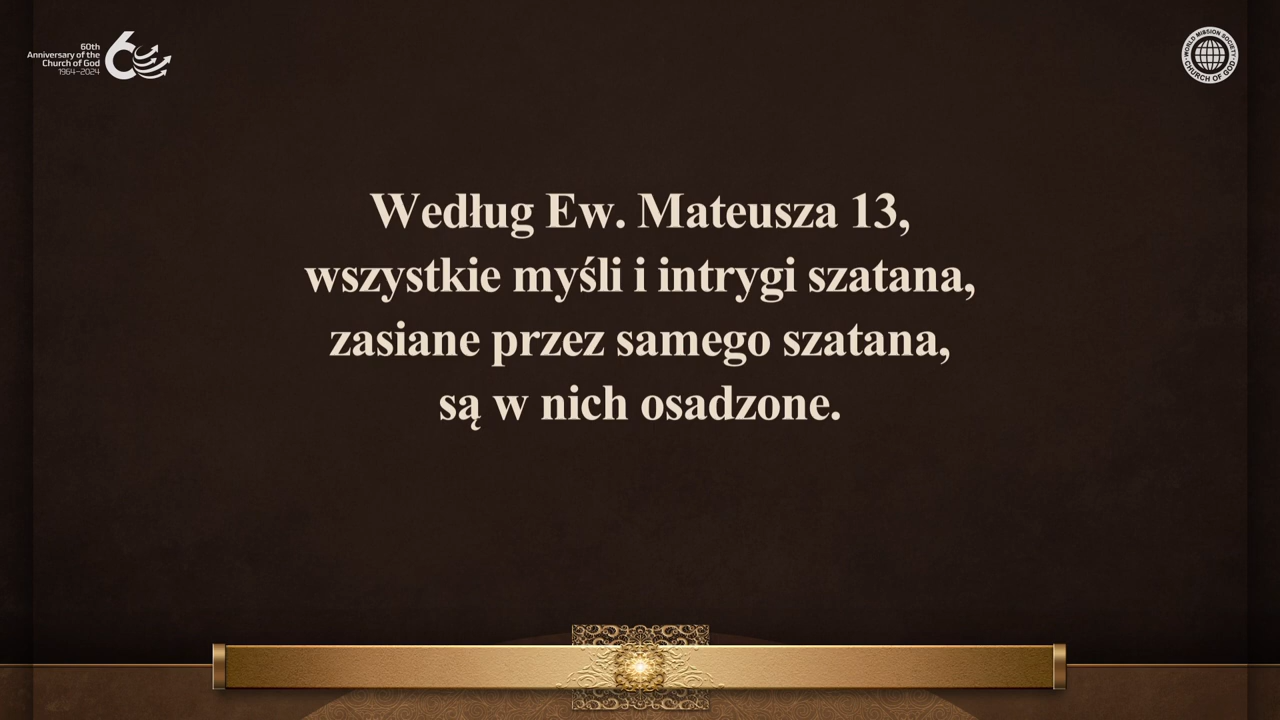 60th
Anniversary of the
Church of God
1964–2024
WORLD MISSION SOCIETY
CHURCH OF GOD
Według Ew. Mateusza 13,
wszystkie myśli i intrygi szatana,
zasiane przez samego szatana,
są w nich osadzone.